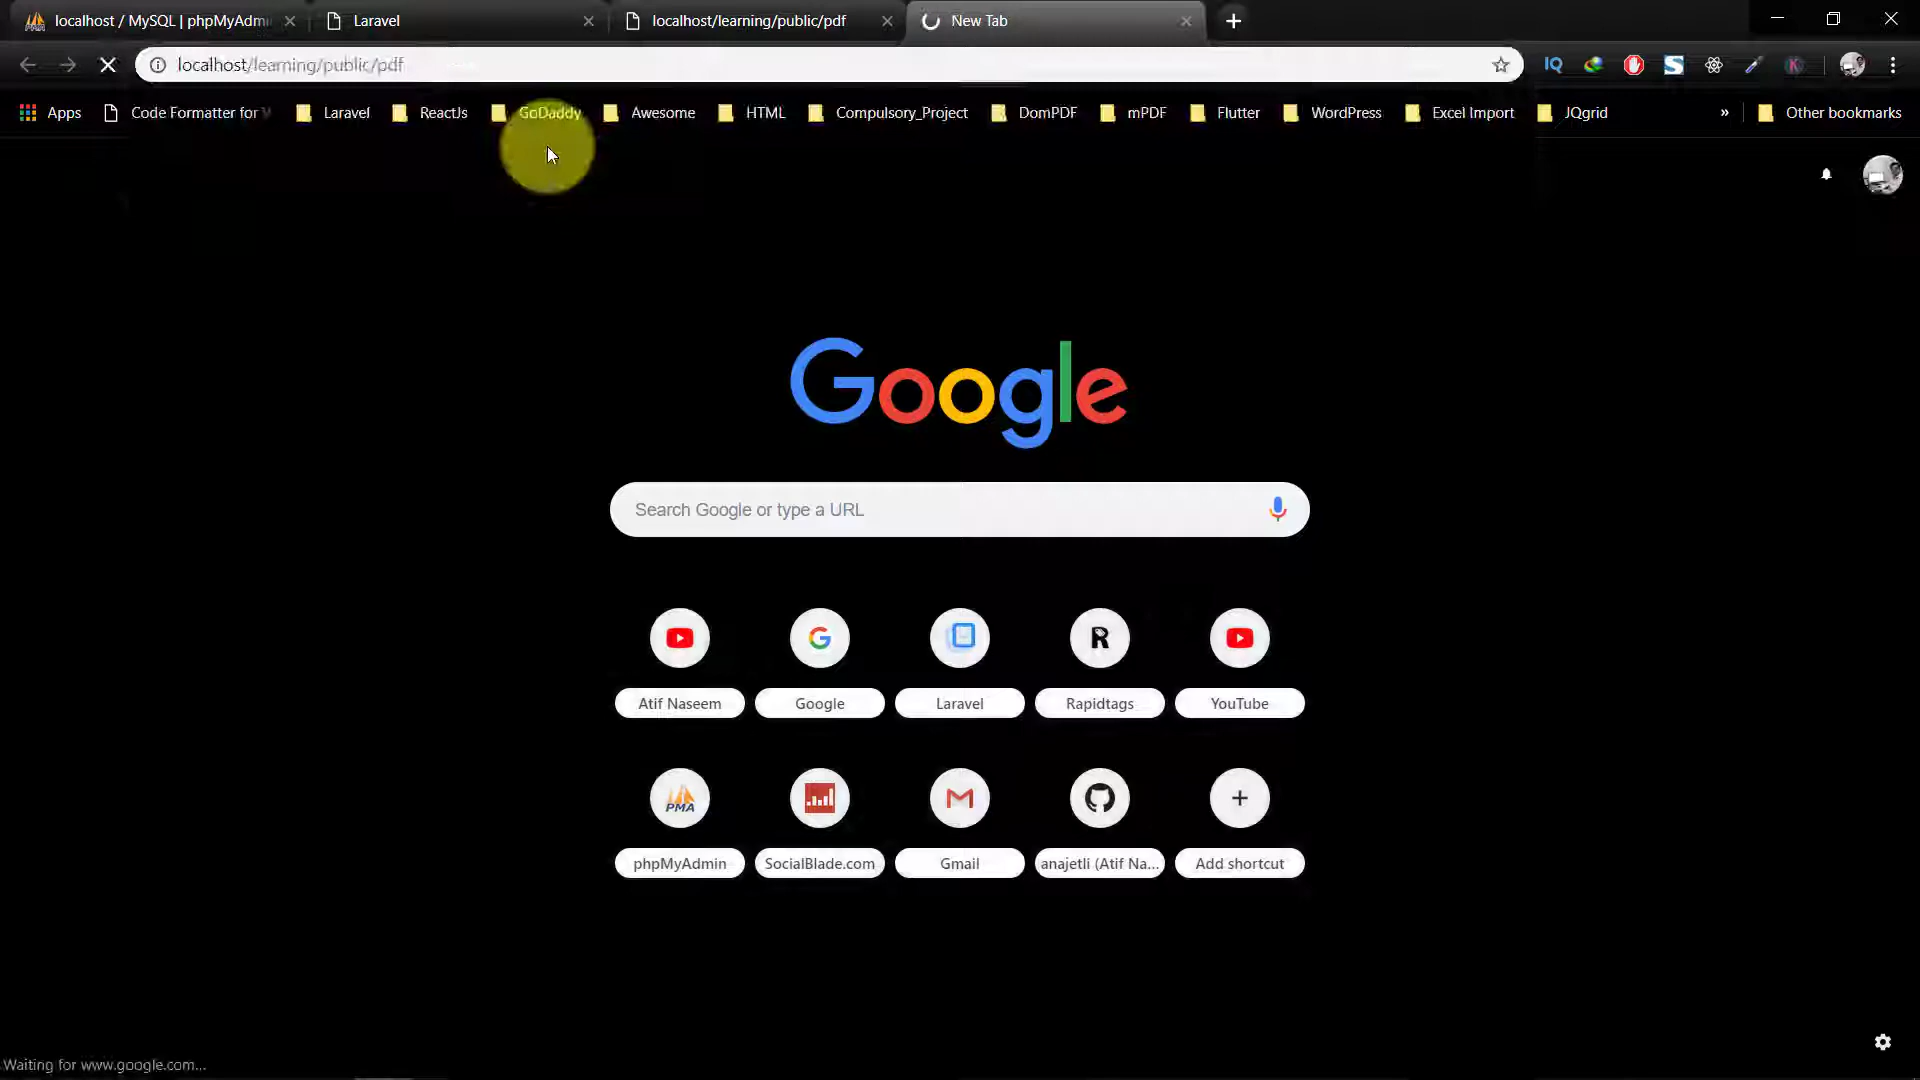 localhost / MySQL | phpMyAdmi
Laravel
localhost/learning/public/pdf
New Tab
localhost/learning/public/pdf
IQ
Apps
Code Formatter for
Laravel
ReactJs
GoDaddy
Awesome
HTML
Compulsory_Project
DomPDF
mPDF
Flutter
WordPress
Excel Import
JQgrid
»
Other bookmarks
Google
Search Google or type a URL
Atif Naseem
Google
Laravel
Rapidtags
YouTube
PMA
phpMyAdmin
SocialBlade.com
Gmail
anajetli (Atif Na...
Add shortcut
Waiting for www.google.com...